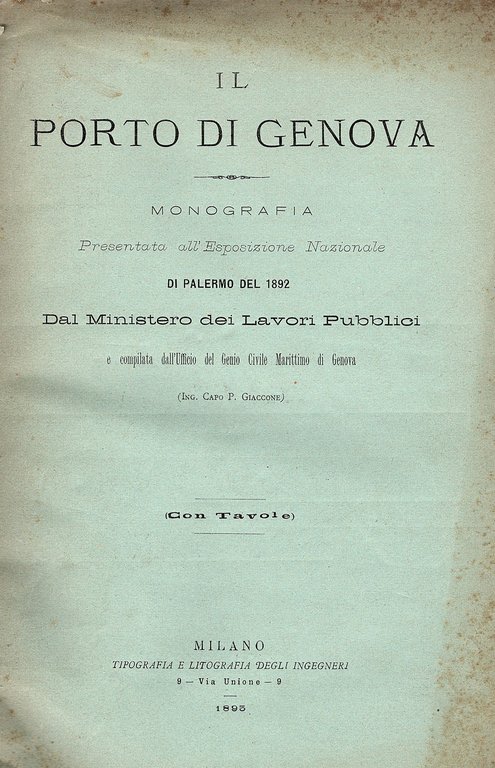 IL
PORTO DI GENOVA
MONOGRAFIA
Presentata all'Esposizione Nazionale
DI PALERMO DEL 1892
Dal Ministero dei Lavori Pubblici
e compilata dall'Ufficio del Genio Civile Marittimo di Genova
(ING. CAPO P. GIACCONE)
(Con Tavole)
MILANO
TIPOGRAFIA E LITOGRAFIA DEGLI INGEGNERI
9 — Via Unione — 9
1895